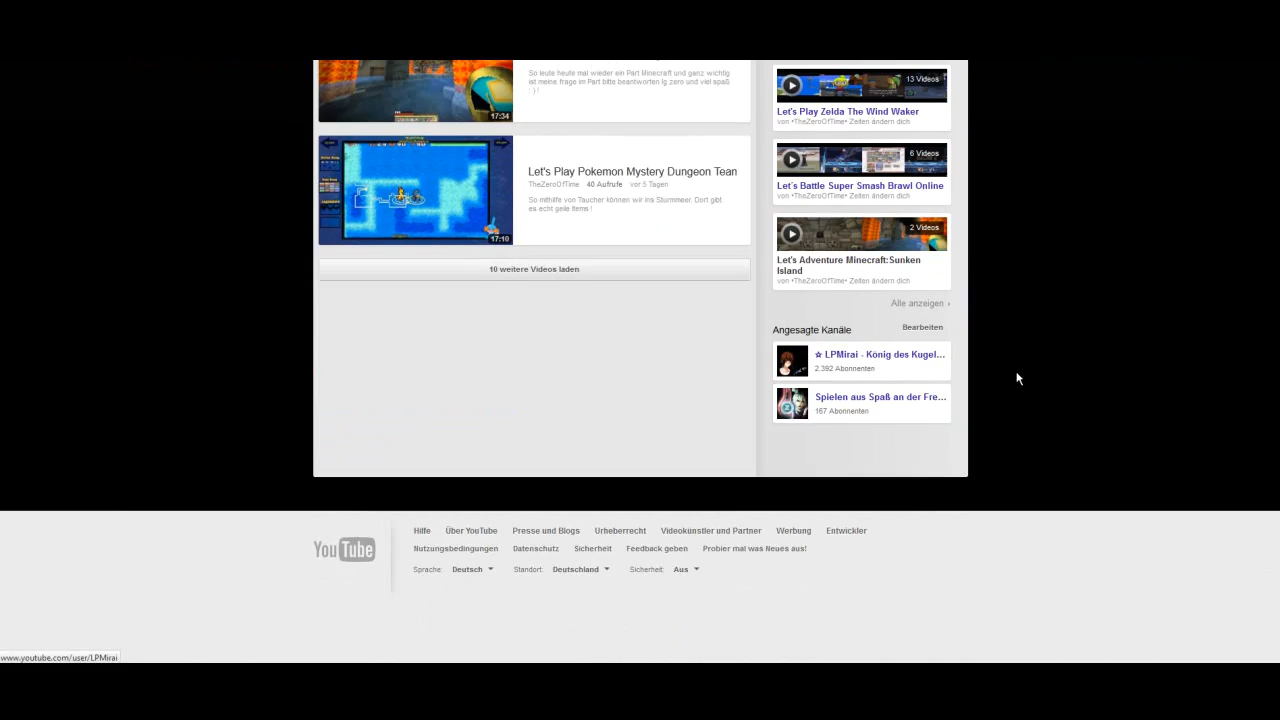 So leute heute mal wieder ein Part Minecraft und ganz wichtig
ist meine frage im Part bitte beantworten lg zero und viel spaß
: ) !
17:34
Let's Play Pokemon Mystery Dungeon Tean
TheZeroOfTime 40 Aufrufe vor 5 Tagen
So mithilfe von Taucher können wir ins Sturmmeer. Dort gibt
es echt geile Items !
17:10
10 weitere Videos laden
13 Videos
Let's Play Zelda The Wind Waker
von •TheZeroOfTime• Zeiten ändern dich
6 Videos
Let´s Battle Super Smash Brawl Online
von •TheZeroOfTime• Zeiten ändern dich
2 Videos
Let's Adventure Minecraft:Sunken
Island
von •TheZeroOfTime• Zeiten ändern dich
Alle anzeigen ›
Angesagte Kanäle Bearbeiten
☆ LPMirai - König des Kugel...
2.392 Abonnenten
Spielen aus Spaß an der Fre...
167 Abonnenten
YouTube
Hilfe Über YouTube Presse und Blogs Urheberrecht Videokünstler und Partner Werbung Entwickler
Nutzungsbedingungen Datenschutz Sicherheit Feedback geben Probier mal was Neues aus!
Sprache: Deutsch Standort: Deutschland Sicherheit: Aus
www.youtube.com/user/LPMirai